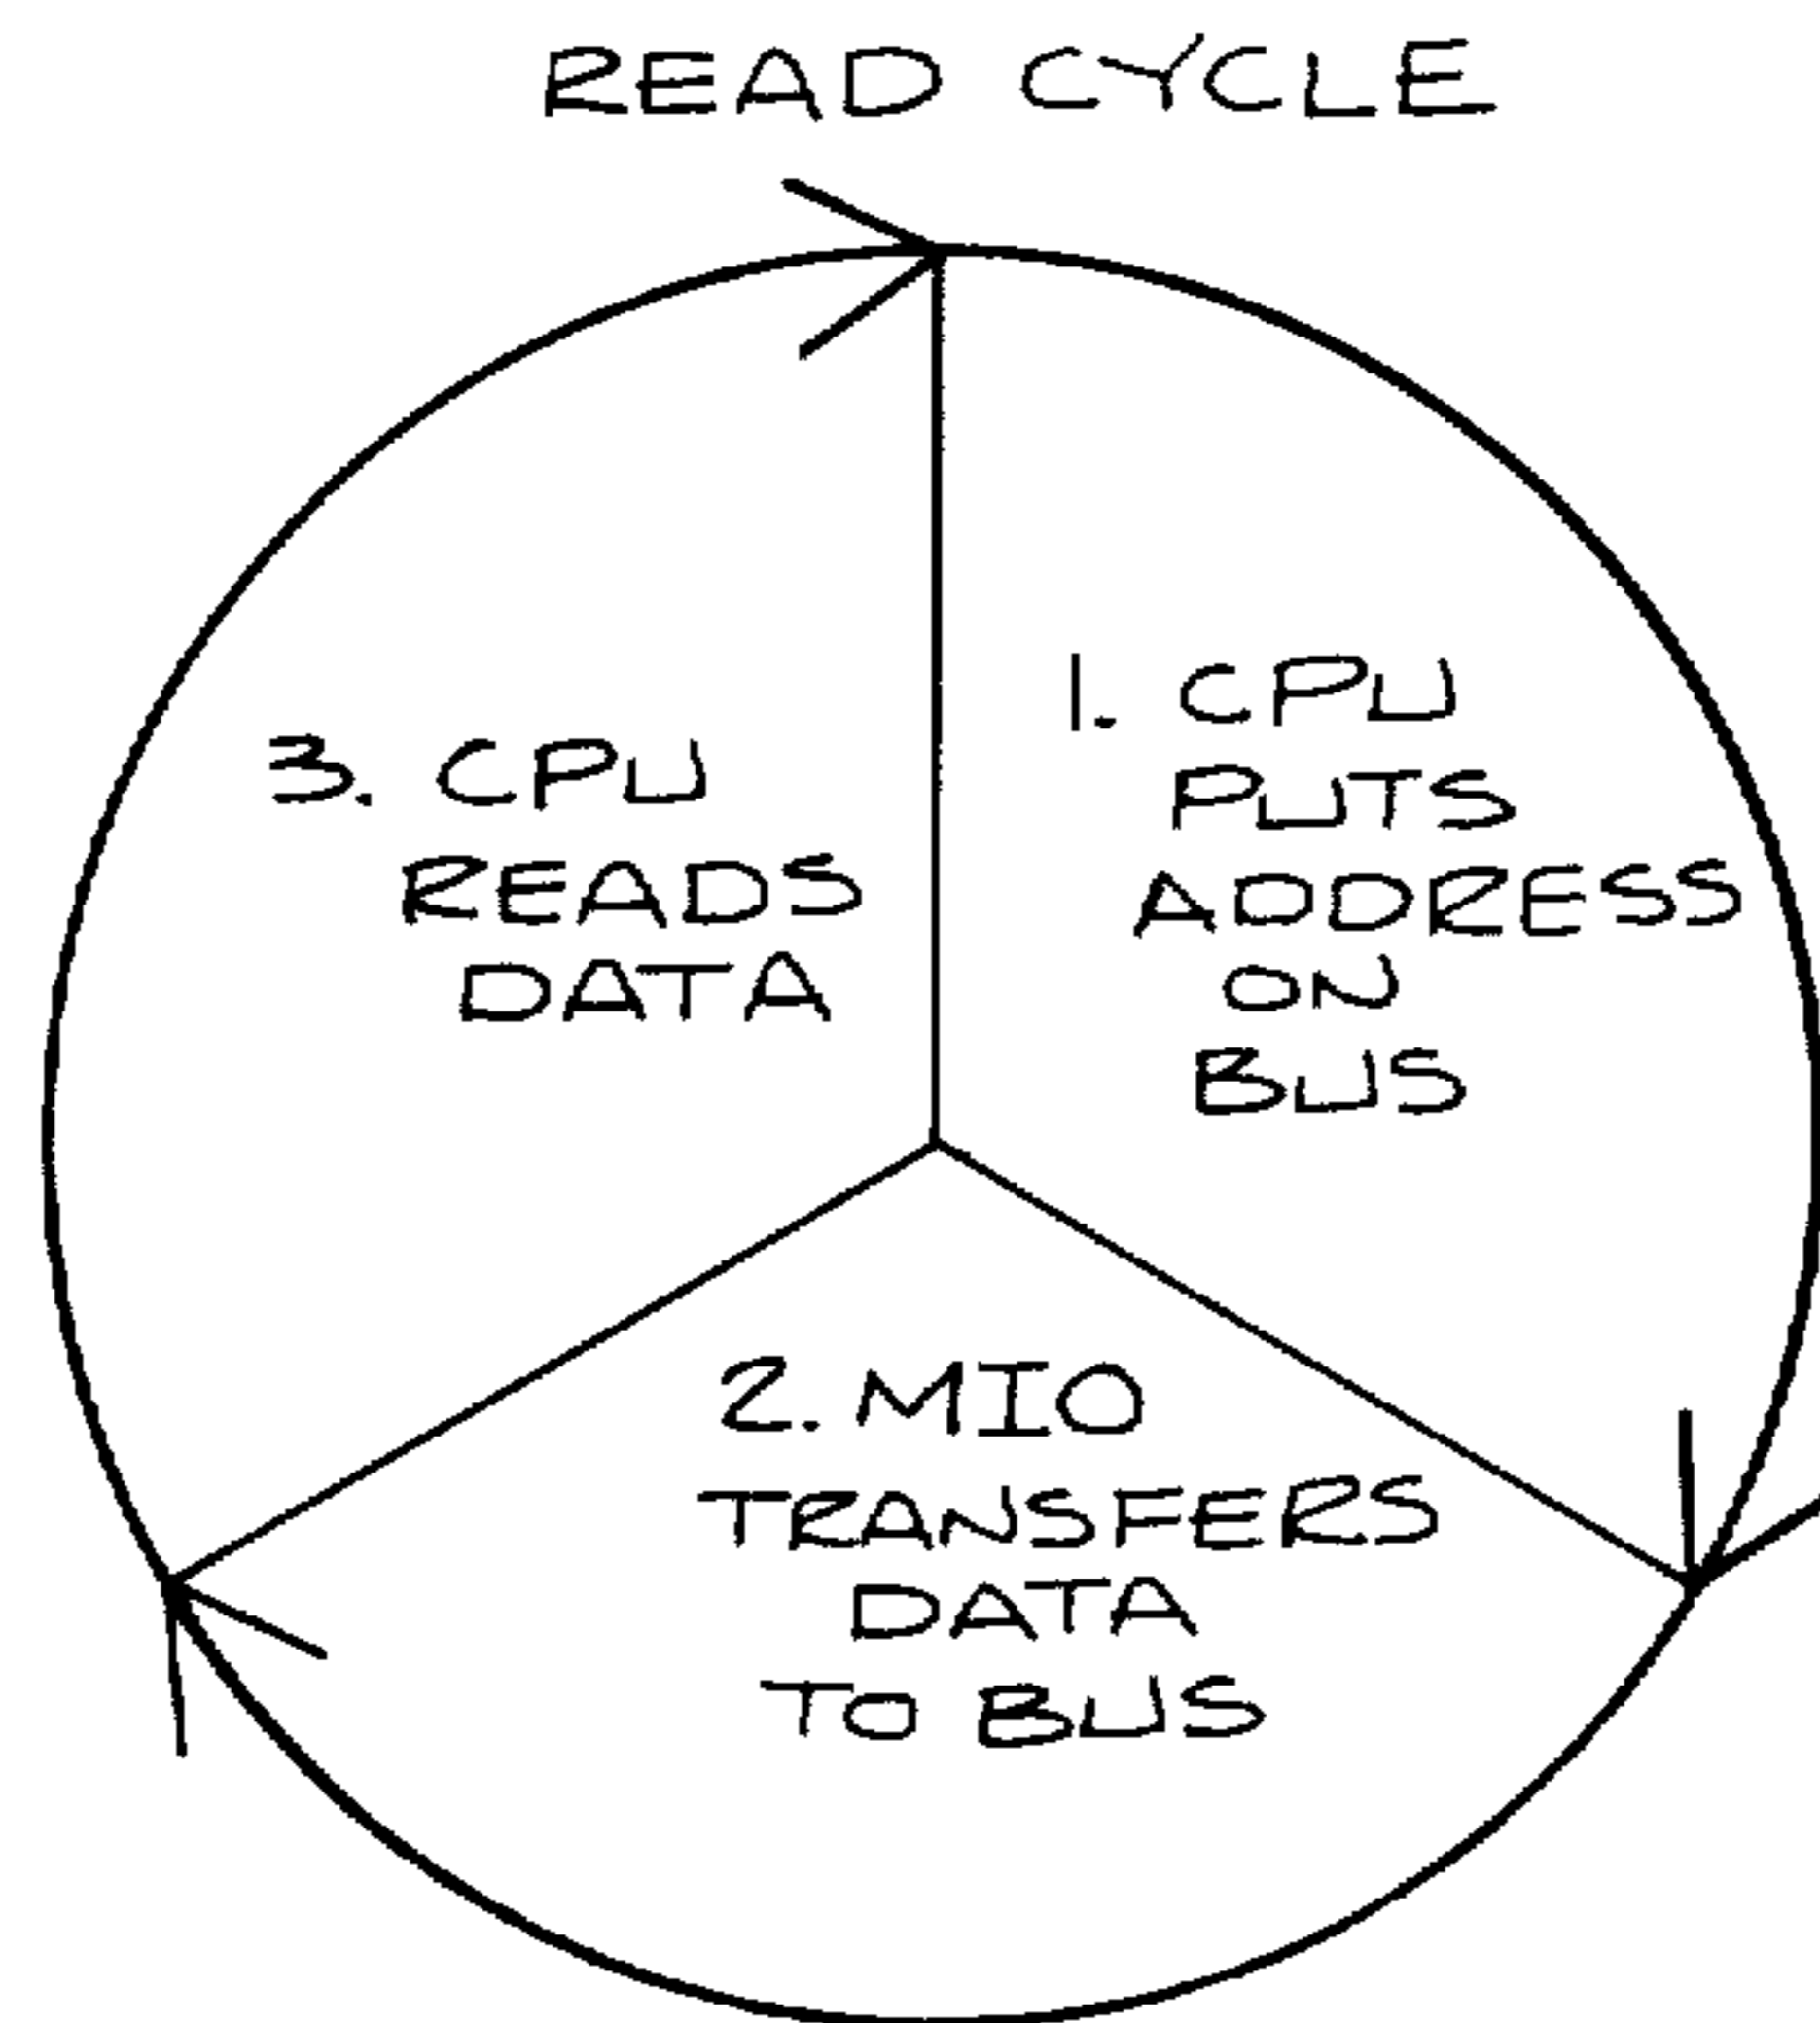 READ CYCLE
1. CPU
PUTS
ADDRESS
ON
BUS
2. MIO
TRANSFERS
DATA
TO BUS
3. CPU
READS
DATA